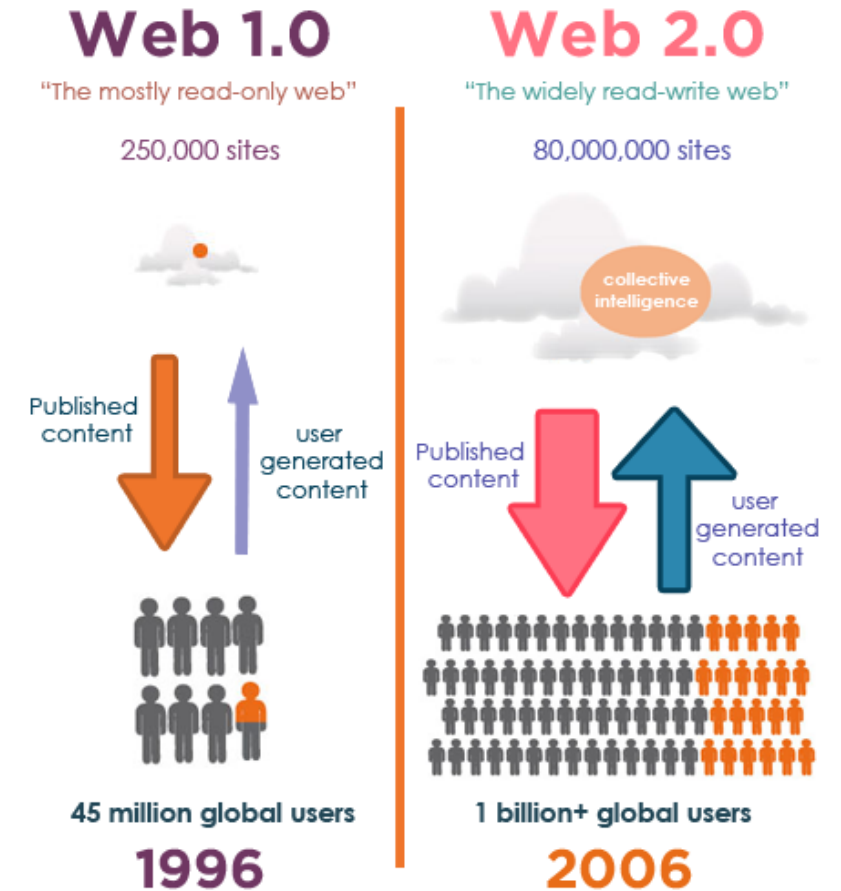 Web 1.0
“The mostly read-only web”
250,000 sites
Published
content
user
generated
content
45 million global users
1996
Web 2.0
“The widely read-write web”
80,000,000 sites
collective
intelligence
Published
content
user
generated
content
1 billion+ global users
2006